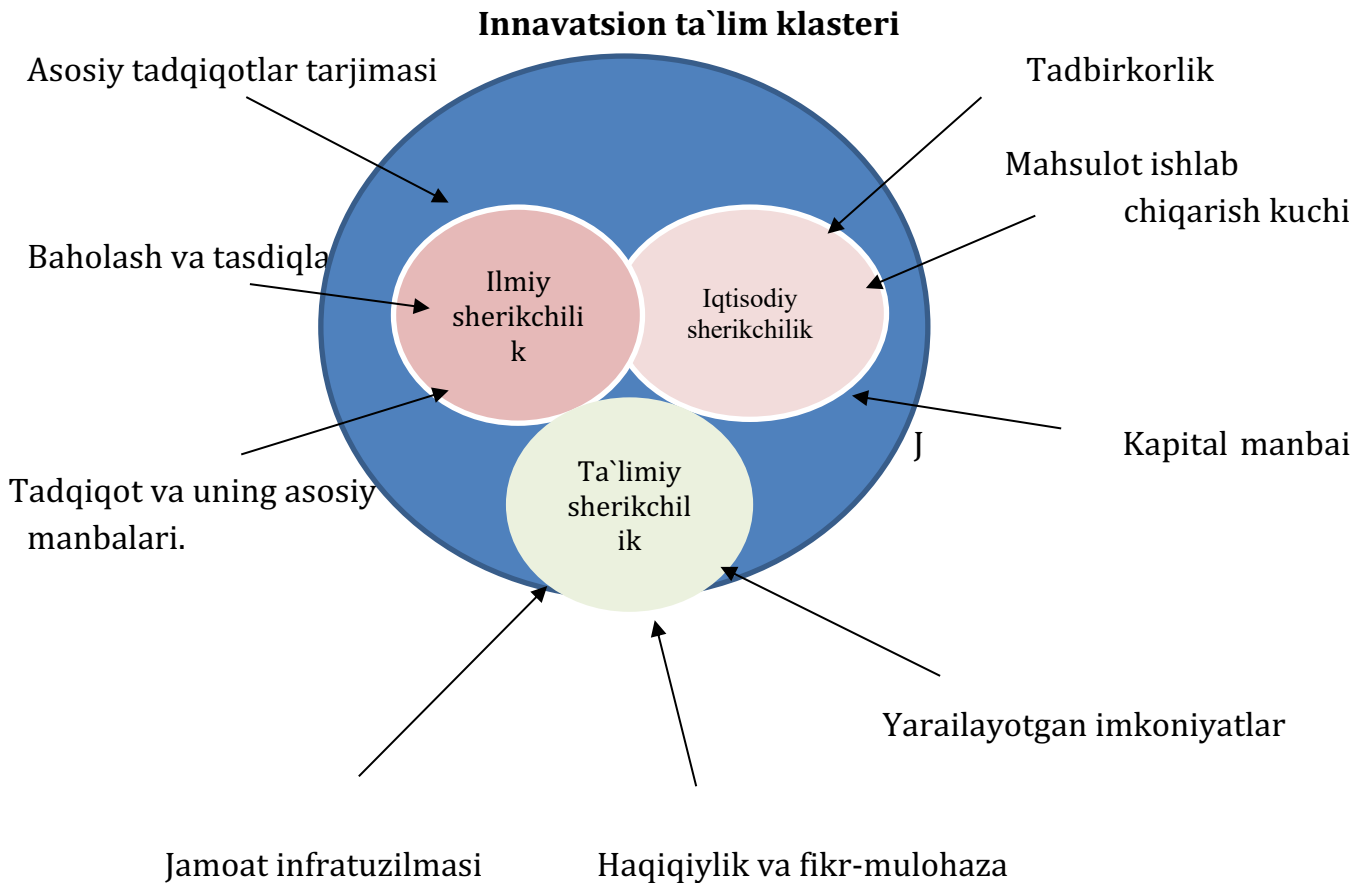 Innavatsion ta`lim klasteri
Asosiy tadqiqotlar tarjimasi
Tadbirkorlik
Mahsulot ishlab
chiqarish kuchi
Baholash va tasdiqla
Ilmiy
sherikchili
k
Iqtisodiy
sherikchilik
J
Kapital manbai
Tadqiqot va uning asosiy
manbalari.
Ta`limiy
sherikchil
ik
Yarailayotgan imkoniyatlar
Jamoat infratuzilmasi
Haqiqiylik va fikr-mulohaza